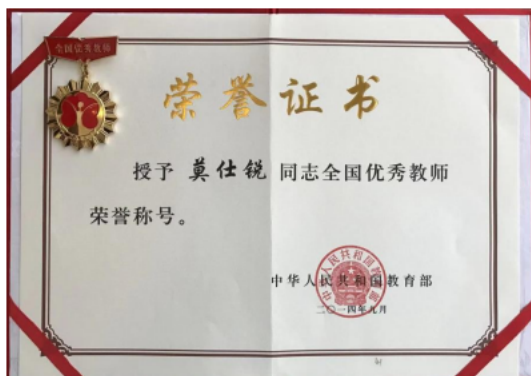 全国优秀教师
荣誉证书
授予 莫仕锐 同志全国优秀教师
荣誉称号。
中华人民共和国教育部
二〇一四年九月